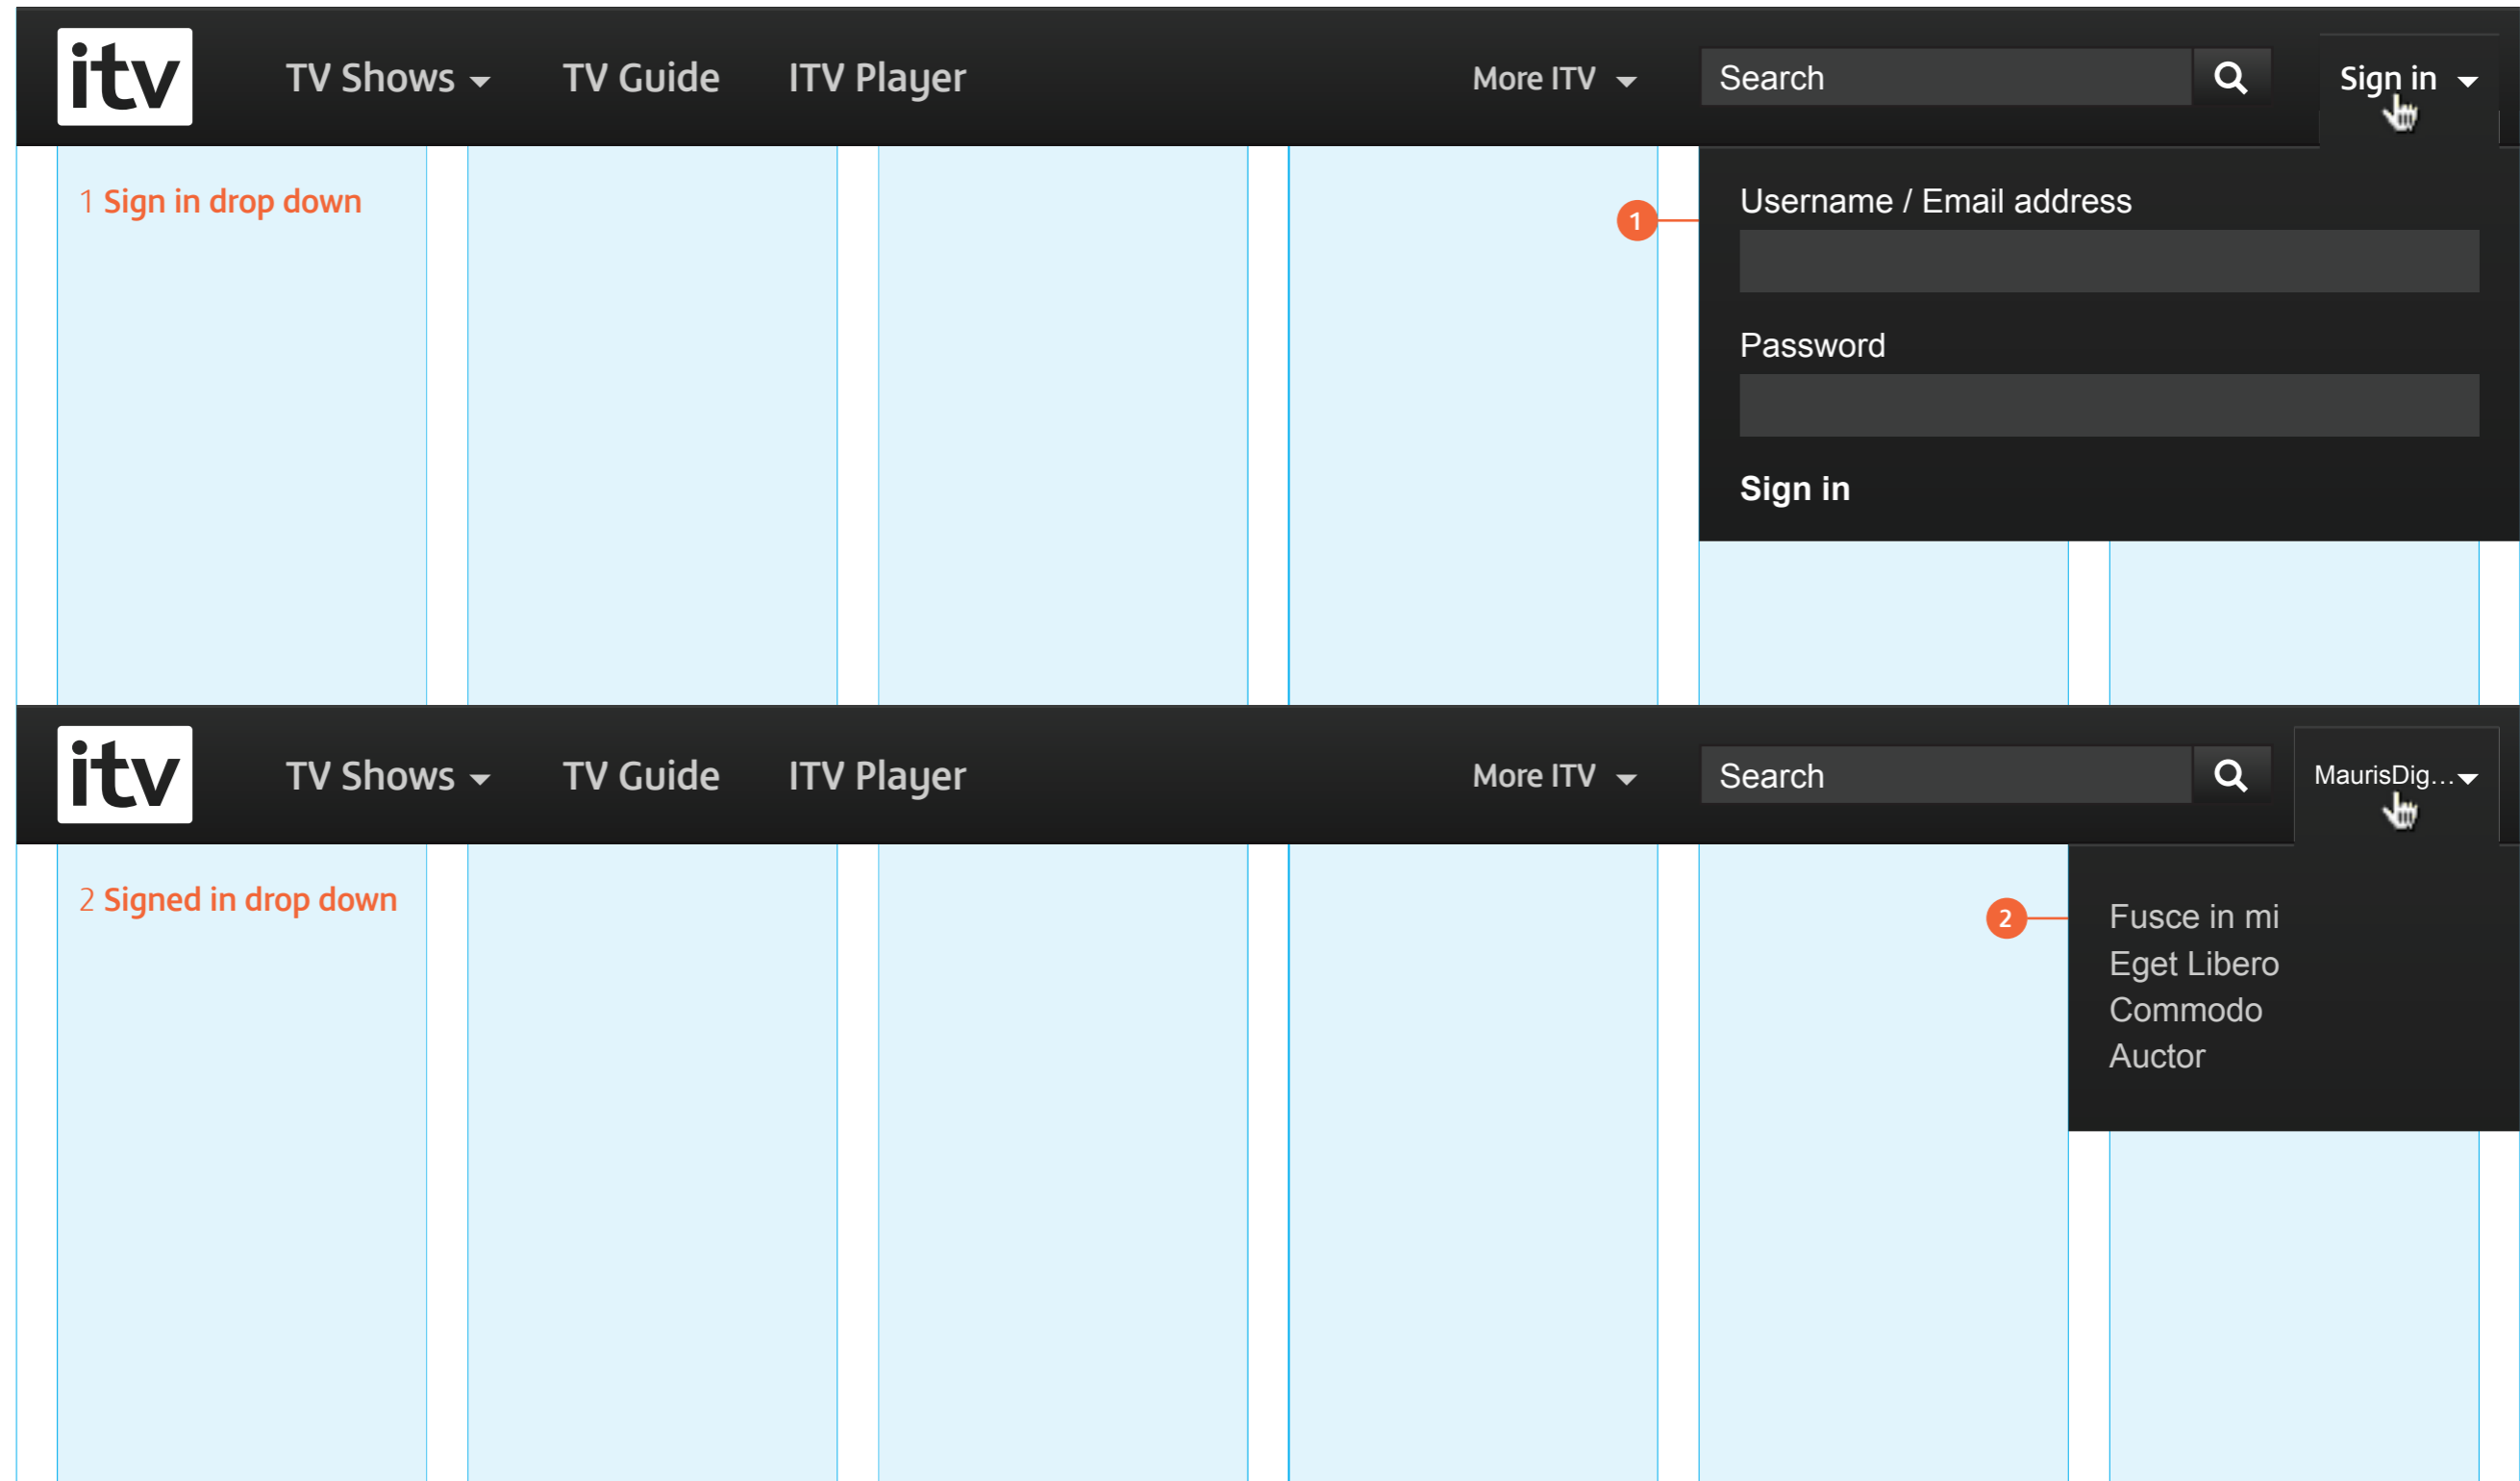 itv TV Shows TV Guide ITV Player More ITV Search Sign in
1 Sign in drop down
1
Username / Email address
Password
Sign in
itv TV Shows TV Guide ITV Player More ITV Search MaurisDig...
2 Signed in drop down
2
Fusce in mi
Eget Libero
Commodo
Auctor